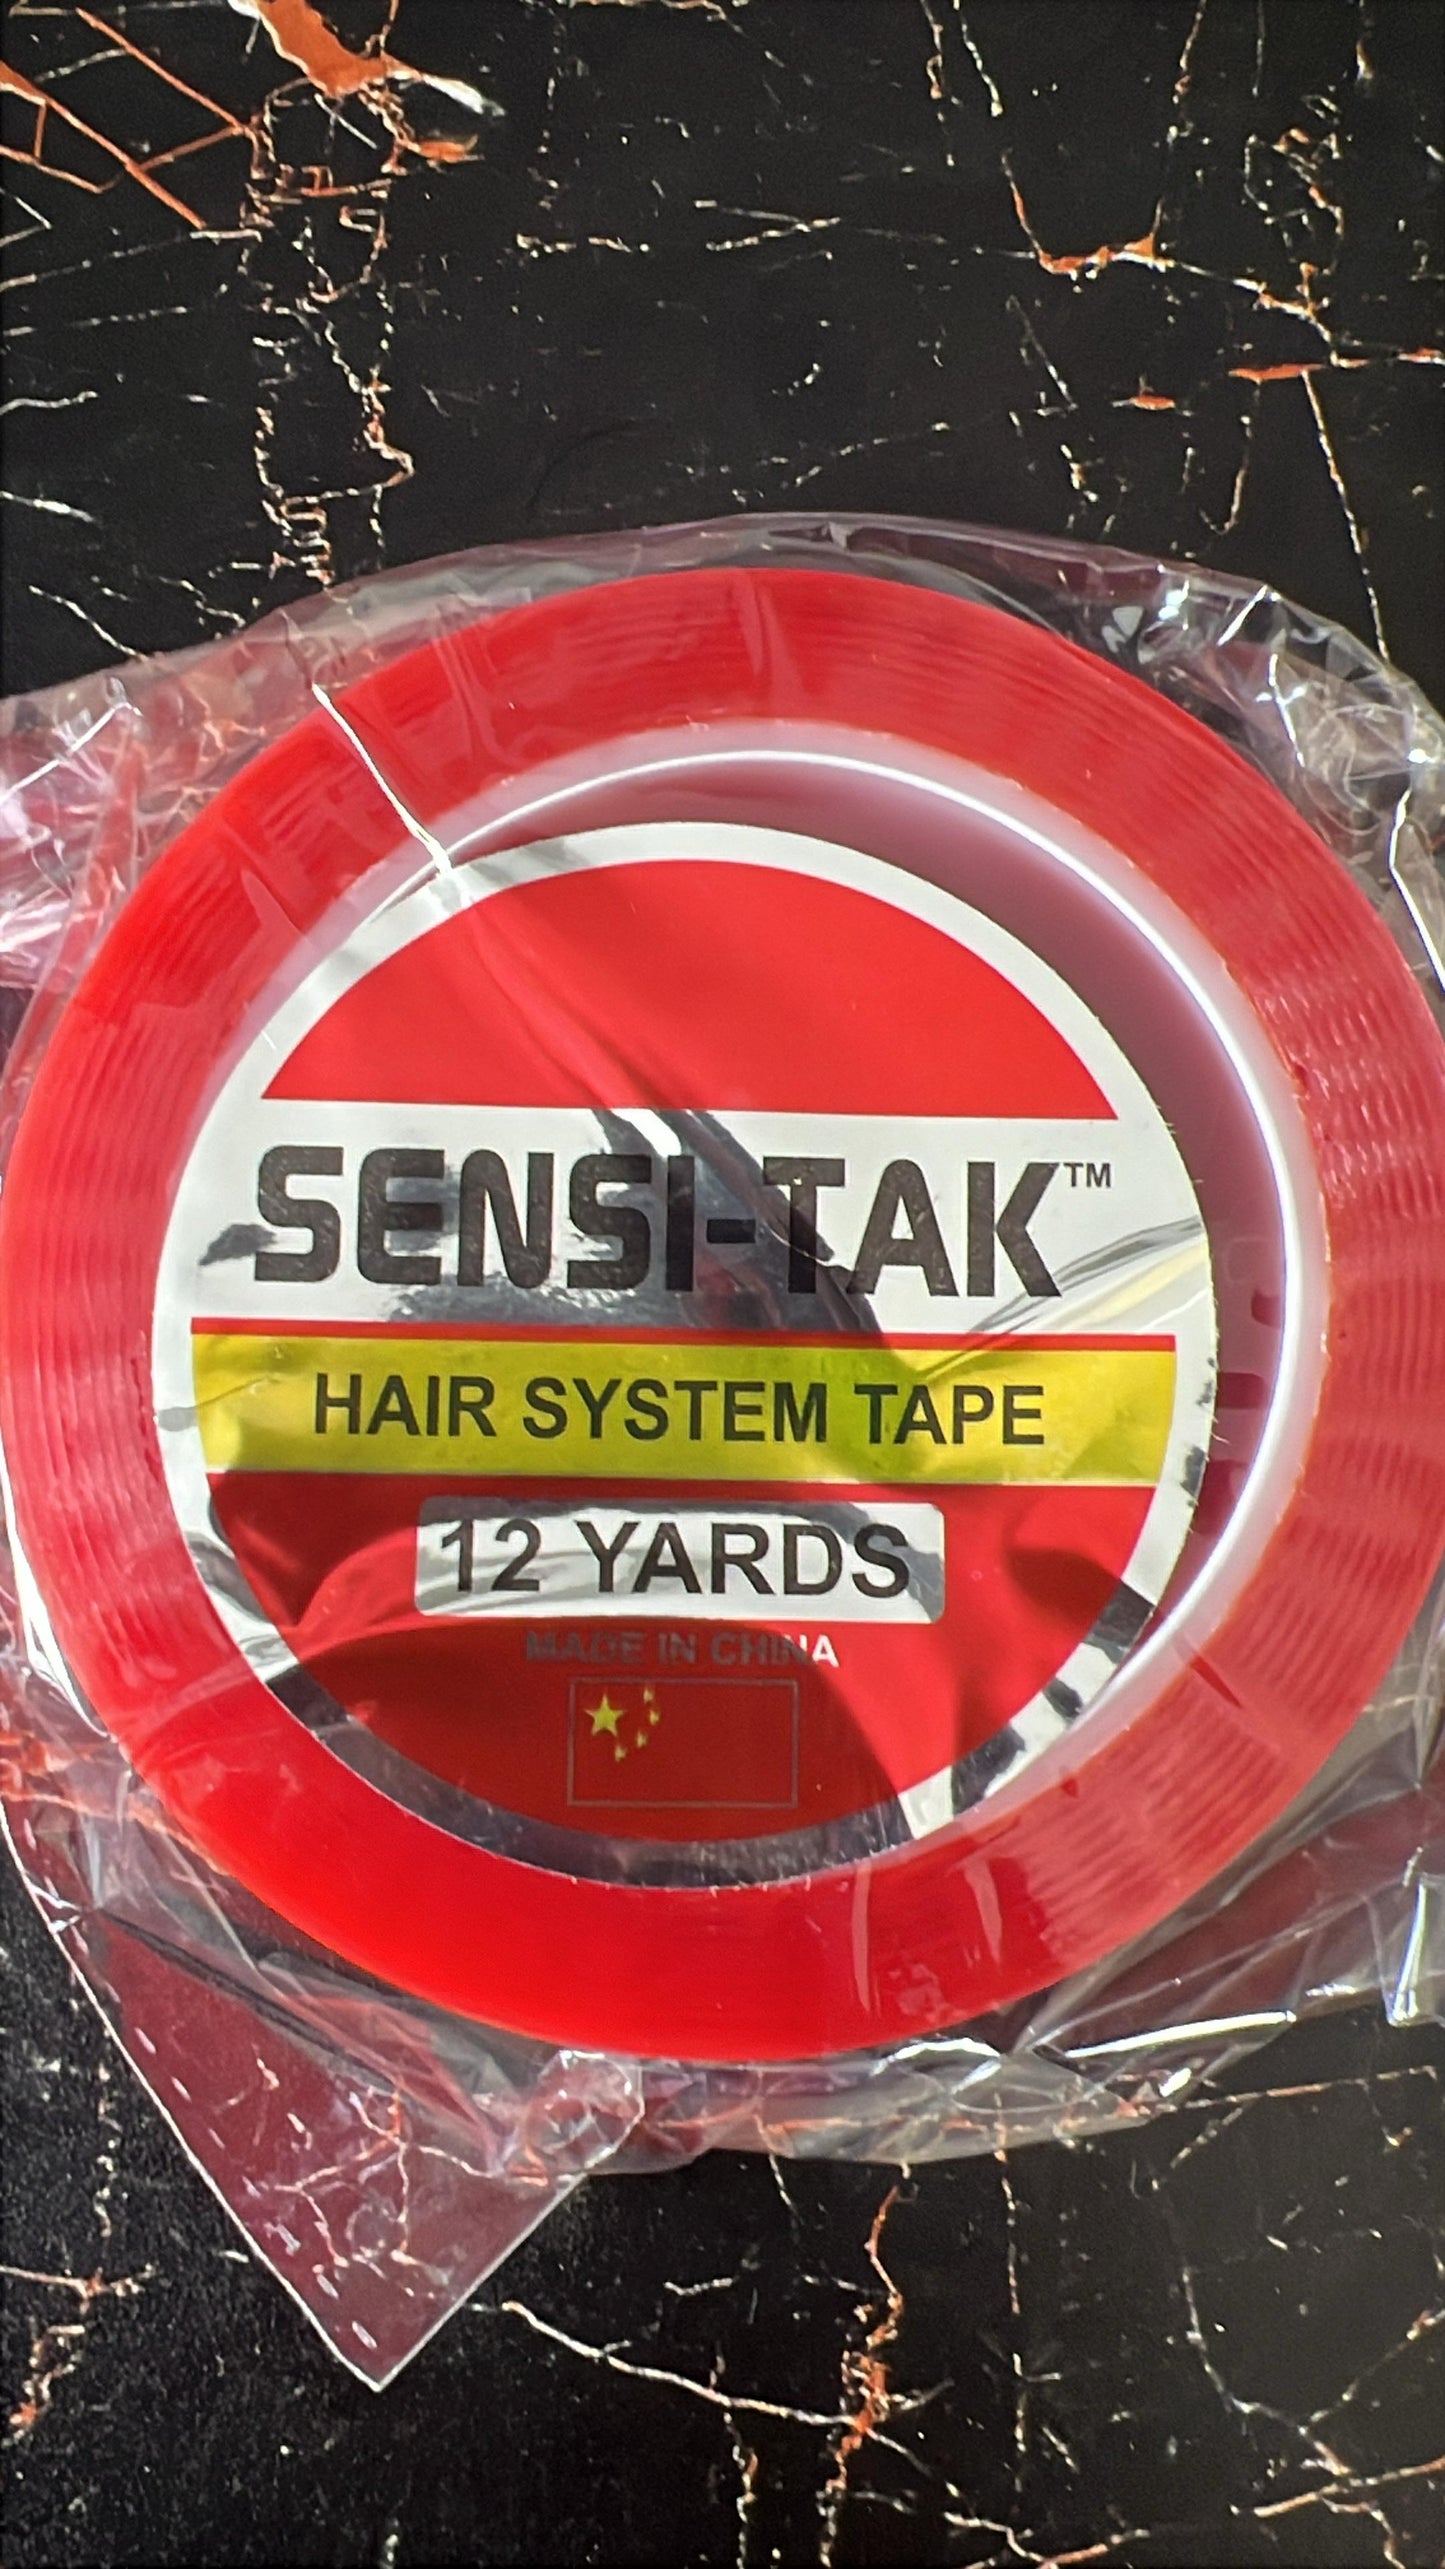 SENSI-TAK™
HAIR SYSTEM TAPE
12 YARDS
MADE IN CHINA